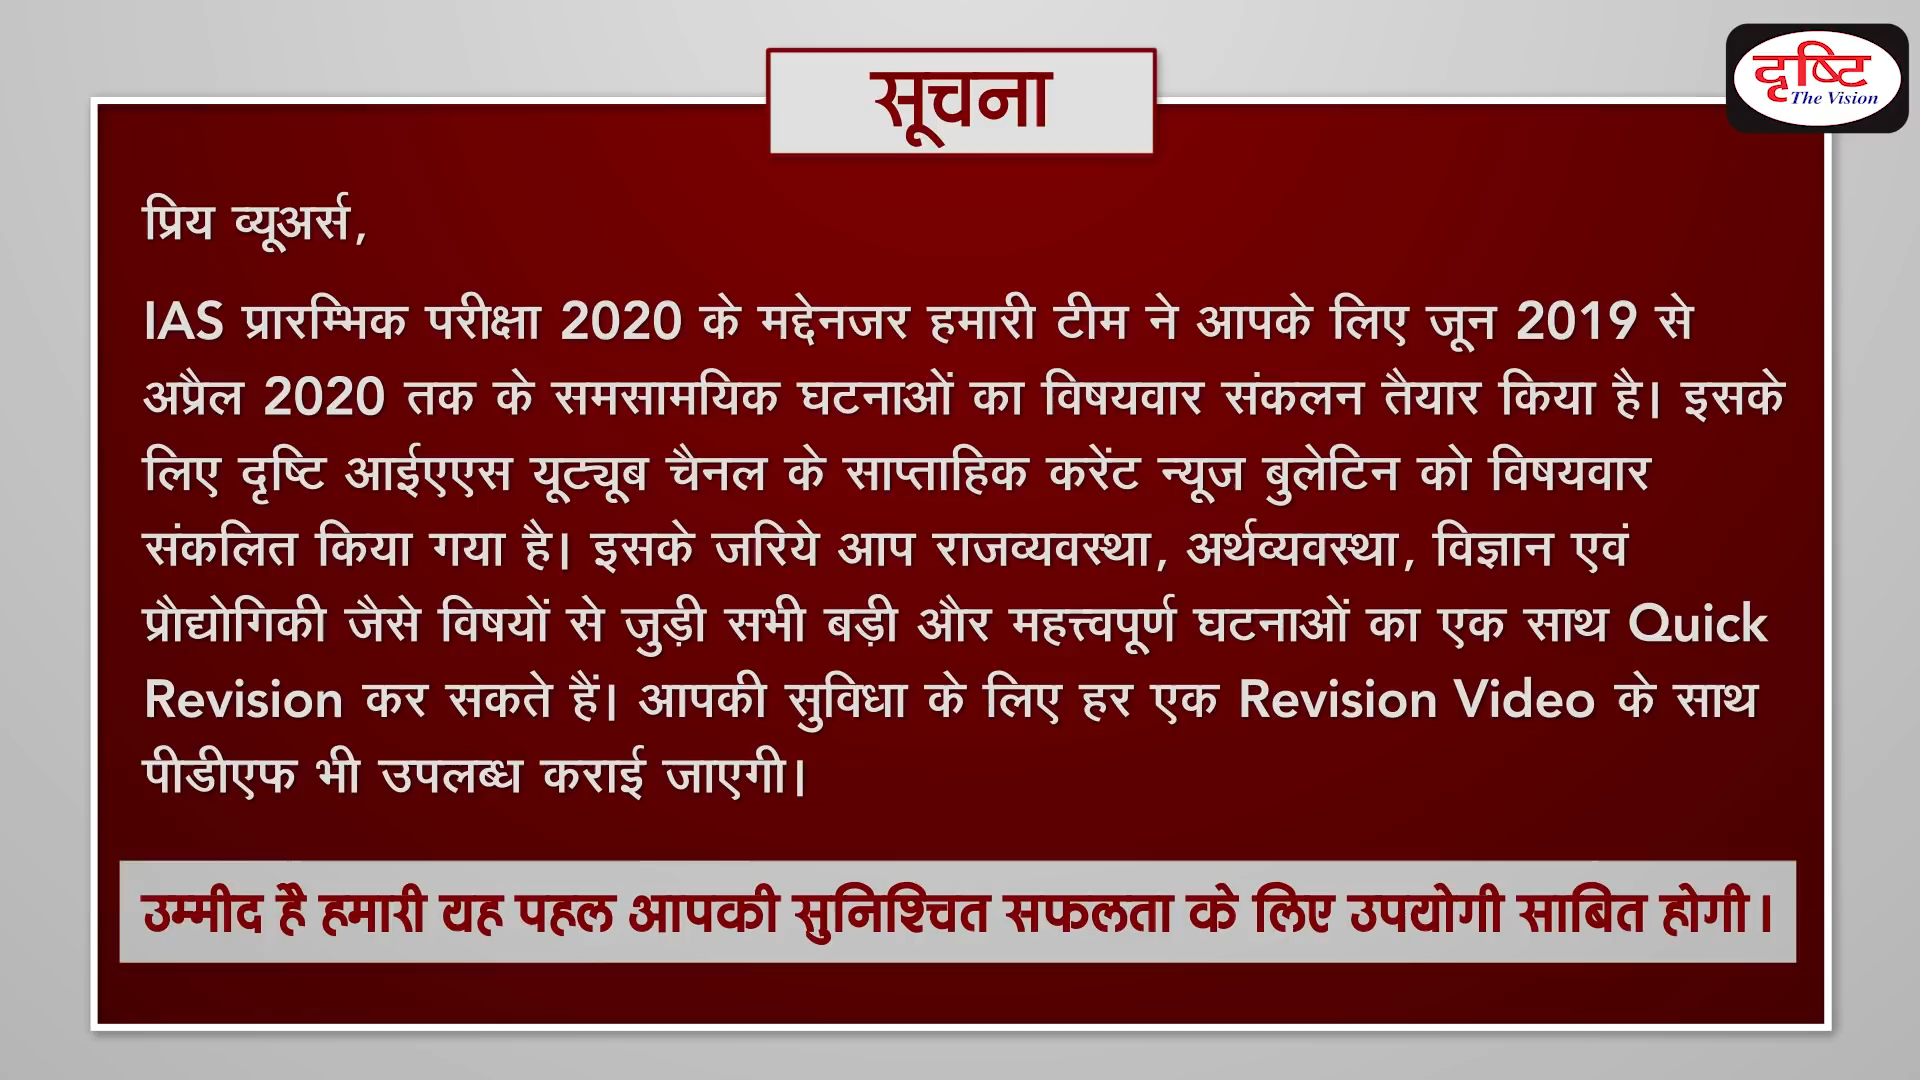 सूचना
दृष्टि
The Vision
प्रिय व्यूअर्स,
IAS प्रारम्भिक परीक्षा 2020 के मद्देनजर हमारी टीम ने आपके लिए जून 2019 से
अप्रैल 2020 तक के समसामयिक घटनाओं का विषयवार संकलन तैयार किया है। इसके
लिए दृष्टि आईएएस यूट्यूब चैनल के साप्ताहिक करेंट न्यूज बुलेटिन को विषयवार
संकलित किया गया है। इसके जरिये आप राजव्यवस्था, अर्थव्यवस्था, विज्ञान एवं
प्रौद्योगिकी जैसे विषयों से जुड़ी सभी बड़ी और महत्त्वपूर्ण घटनाओं का एक साथ Quick
Revision कर सकते हैं। आपकी सुविधा के लिए हर एक Revision Video के साथ
पीडीएफ भी उपलब्ध कराई जाएगी।
उम्मीद है हमारी यह पहल आपकी सुनिश्चित सफलता के लिए उपयोगी साबित होगी।